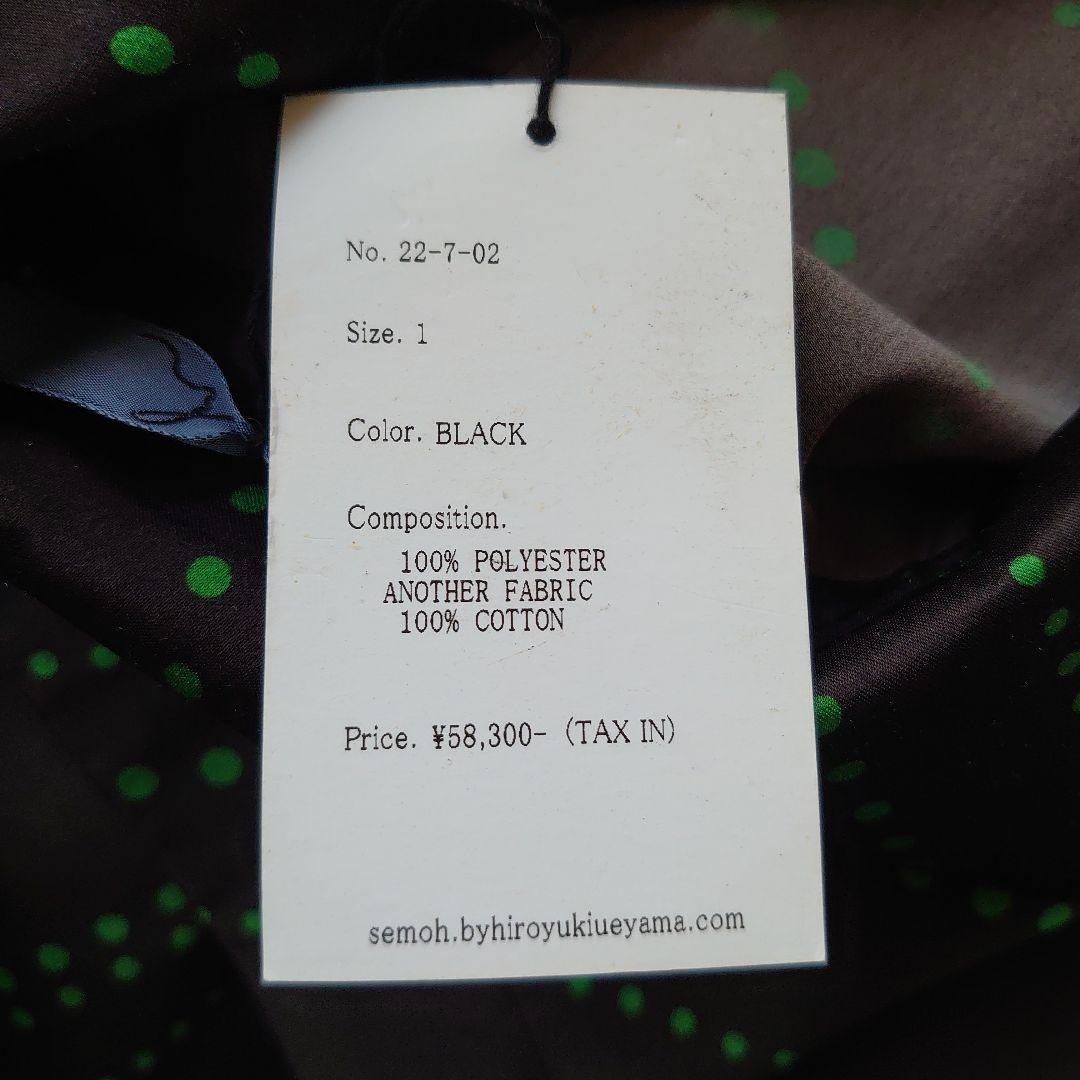 No. 22-7-02
Size. 1
Color. BLACK
Composition.
100% POLYESTER
ANOTHER FABRIC
100% COTTON
Price. ¥58,300- (TAX IN)
semoh.byhiroyukiueyama.com